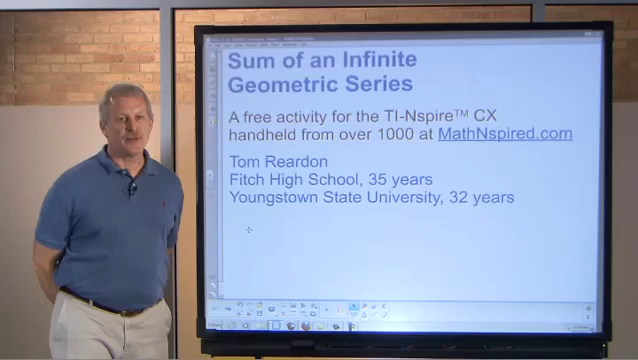 Sum of an Infinite
Geometric Series
A free activity for the TI-Nspire™ CX
handheld from over 1000 at MathNspired.com
Tom Reardon
Fitch High School, 35 years
Youngstown State University, 32 years